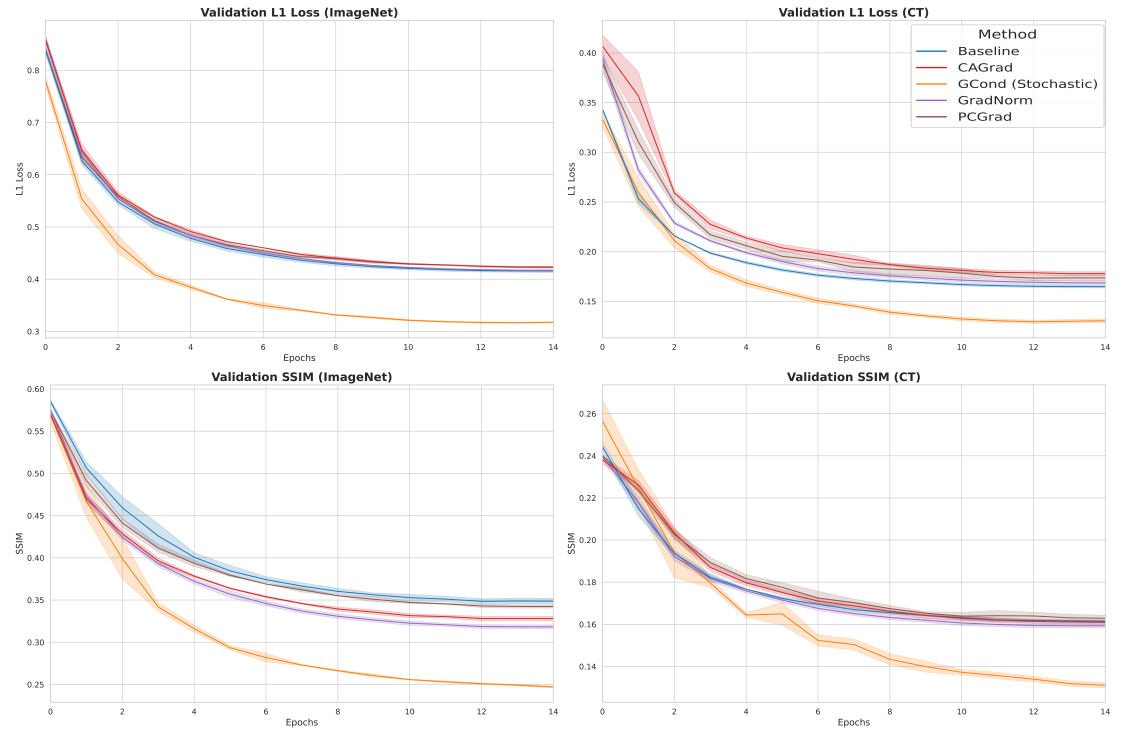 Validation L1 Loss (ImageNet)
L1 Loss
0.8
0.7
0.6
0.5
0.4
0.3
0 2 4 6 8 10 12 14
Epochs
Validation L1 Loss (CT)
L1 Loss
0.40
0.35
0.30
0.25
0.20
0.15
0 2 4 6 8 10 12 14
Epochs
Method
Baseline
CAGrad
GCond (Stochastic)
GradNorm
PCGrad
Validation SSIM (ImageNet)
SSIM
0.60
0.55
0.50
0.45
0.40
0.35
0.30
0.25
0 2 4 6 8 10 12 14
Epochs
Validation SSIM (CT)
SSIM
0.26
0.24
0.22
0.20
0.18
0.16
0.14
0 2 4 6 8 10 12 14
Epochs